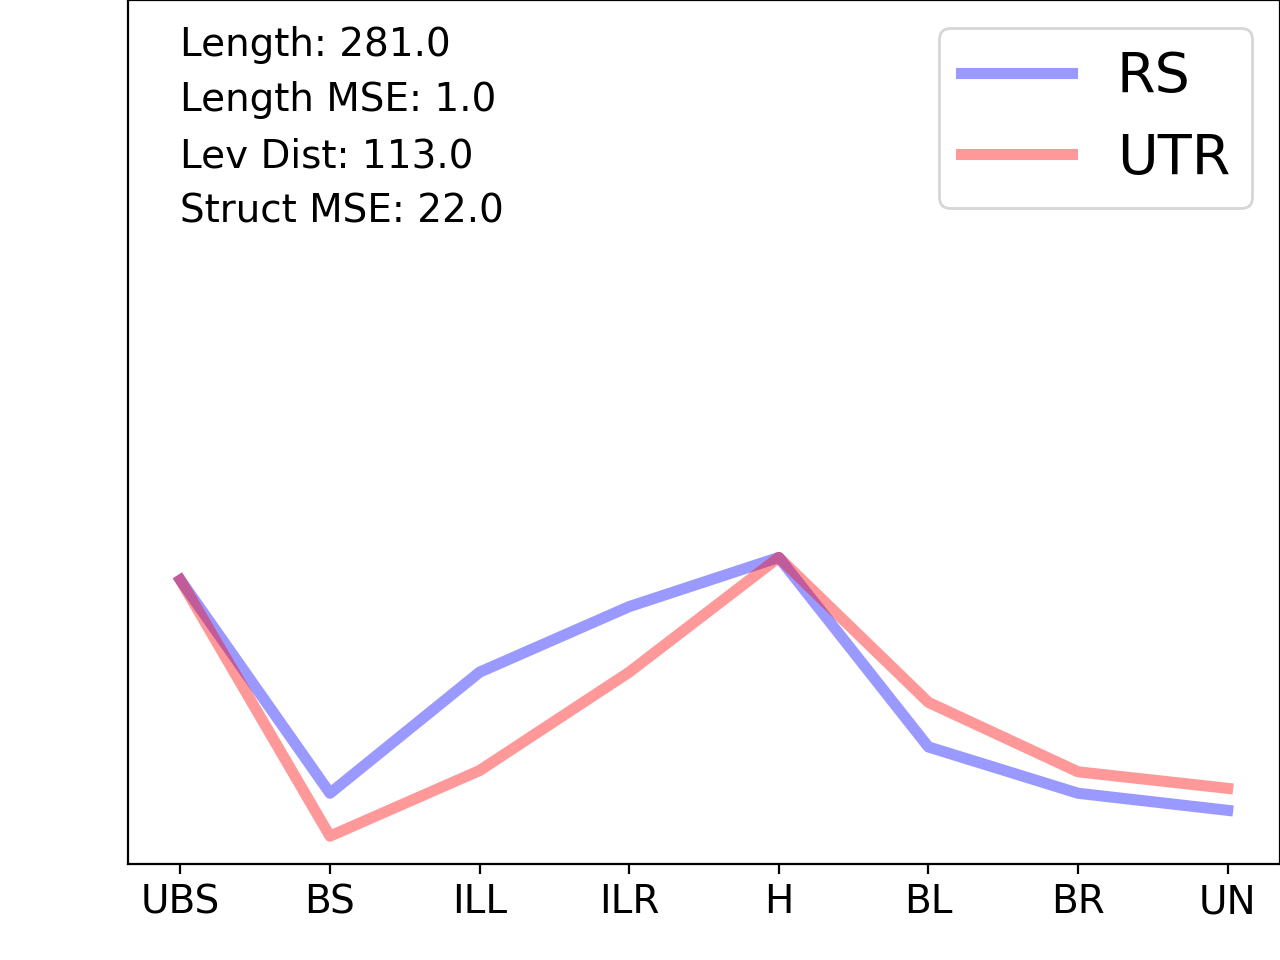 Length: 281.0
Length MSE: 1.0
Lev Dist: 113.0
Struct MSE: 22.0
RS
UTR
UBS BS ILL ILR H BL BR UN